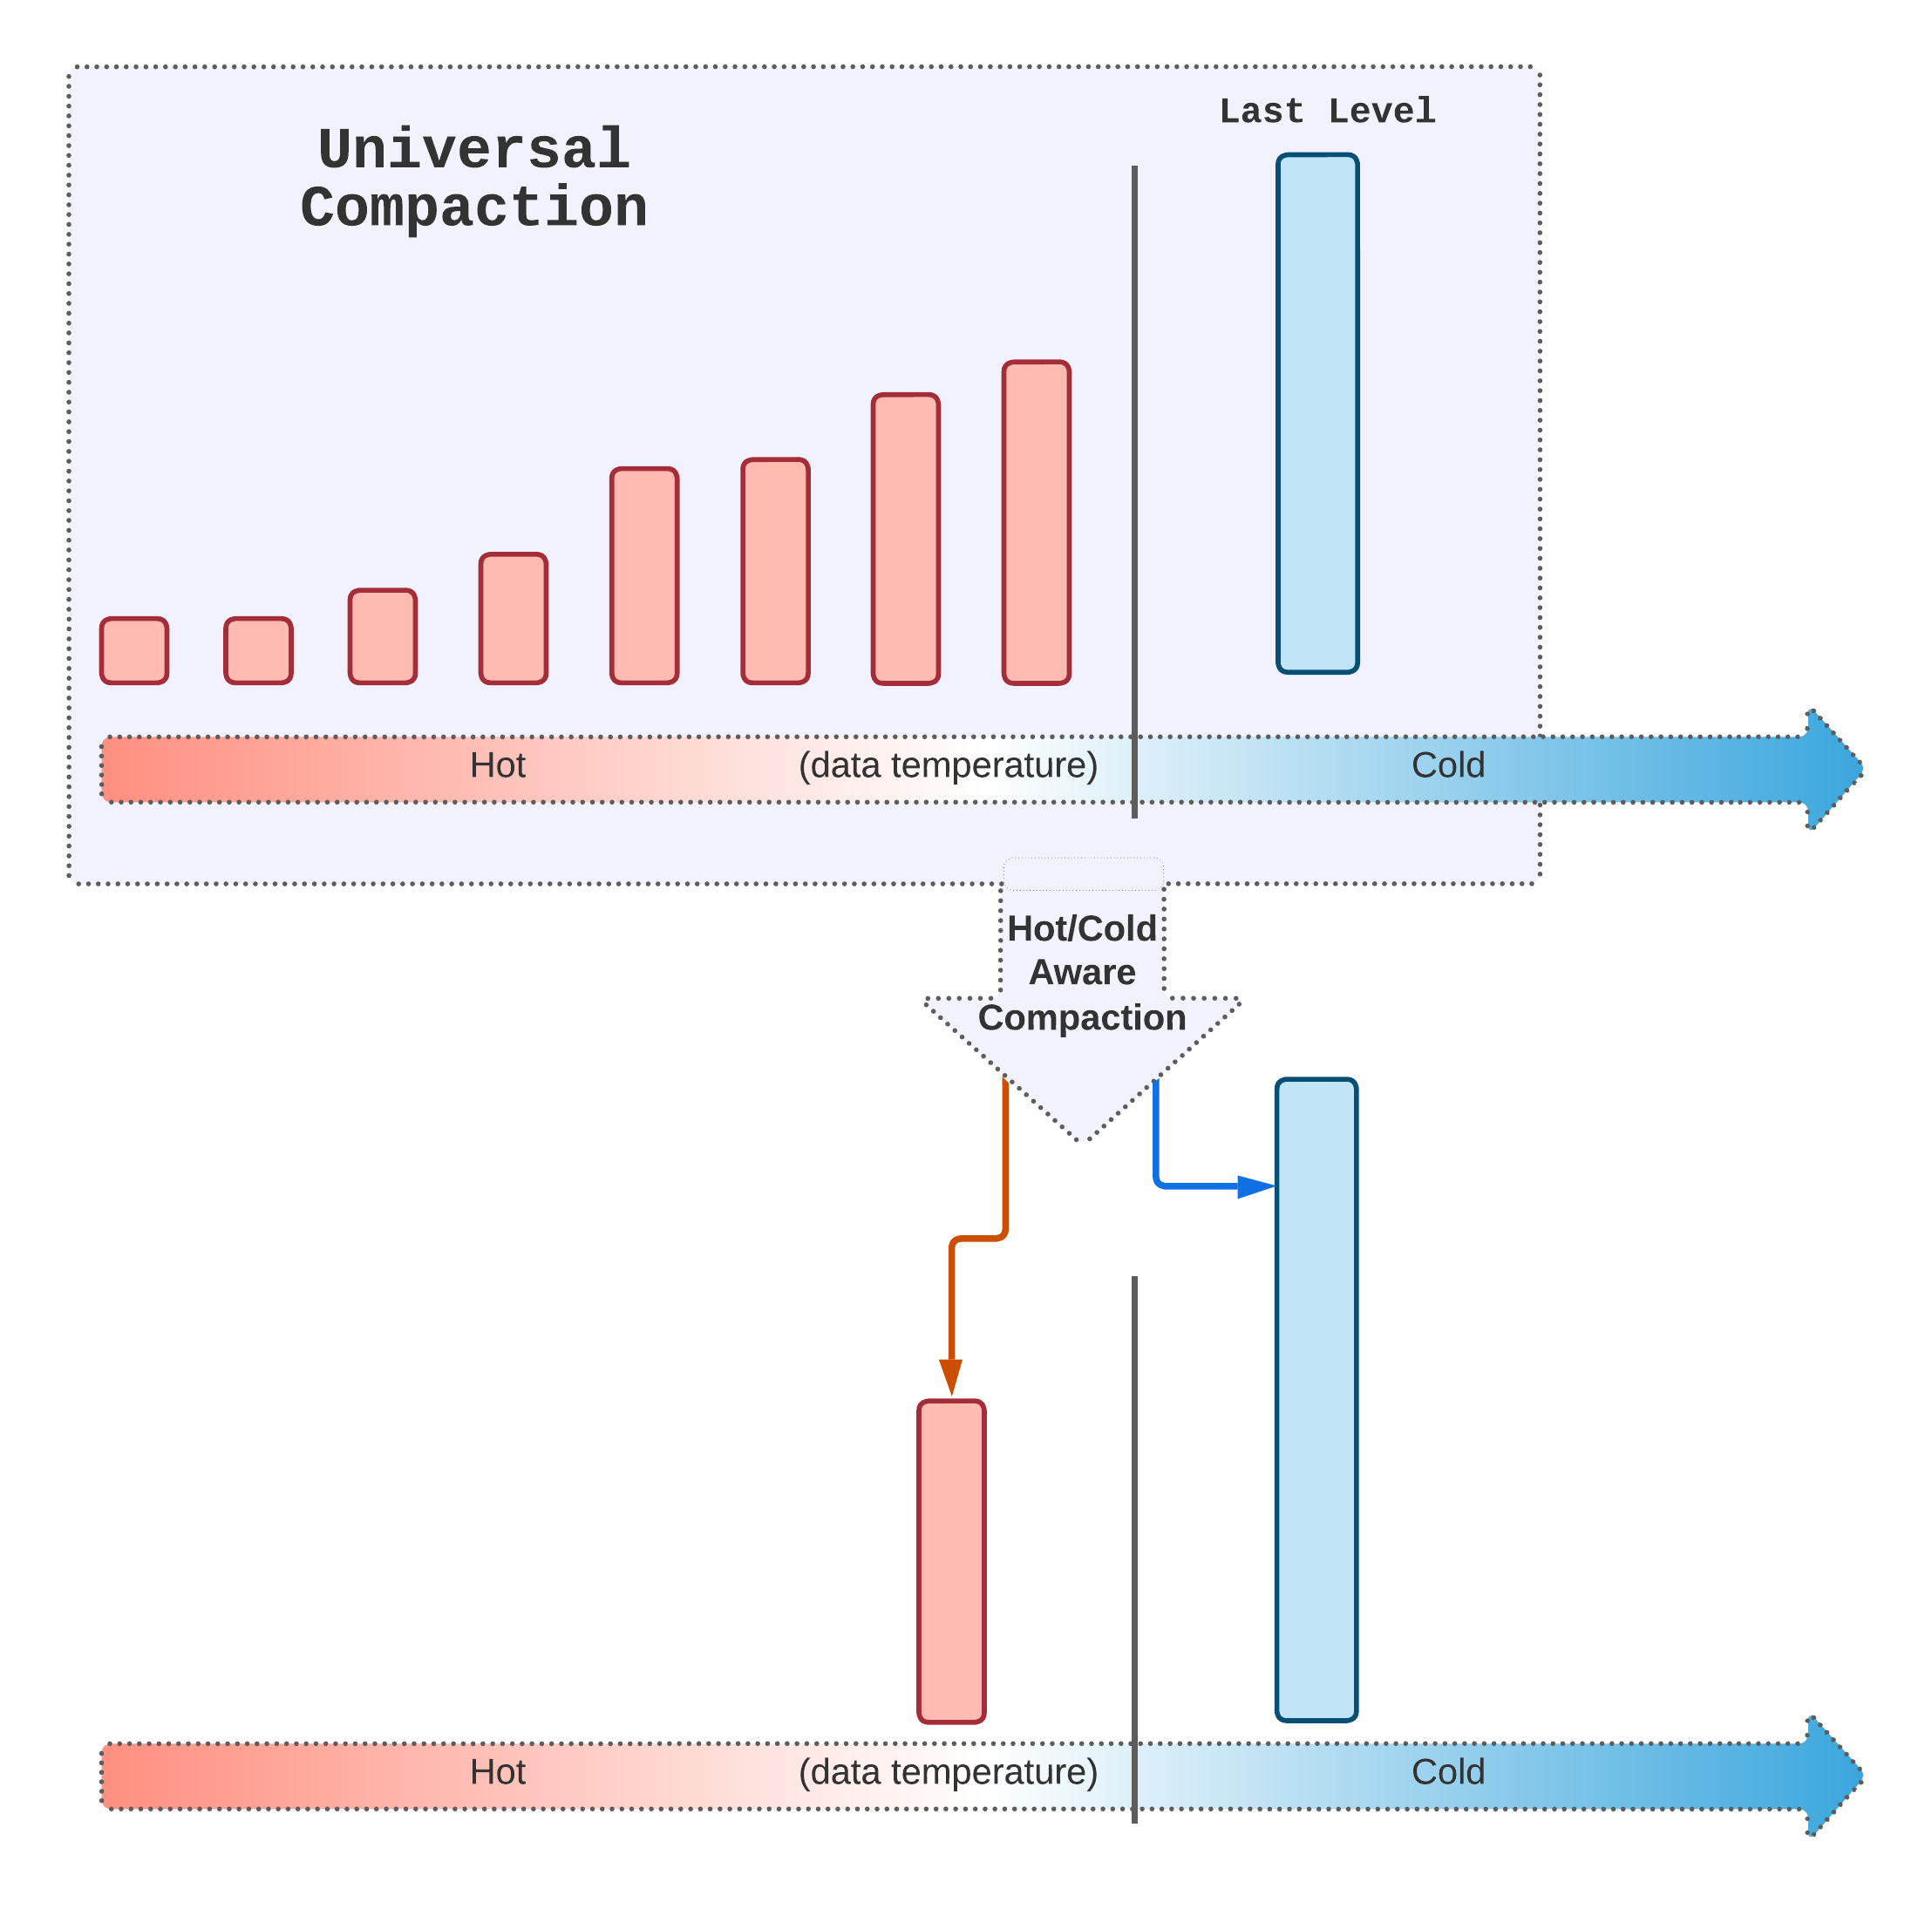 Universal
Compaction
Last Level
Hot
(data temperature)
Cold
Hot/Cold
Aware
Compaction
Hot
(data temperature)
Cold